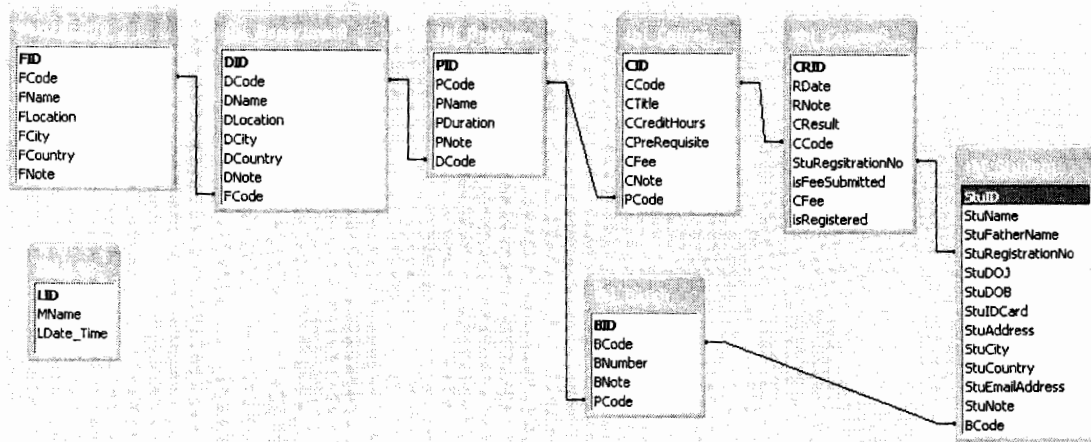 FID
FCode
FName
FLocation
FCity
FCountry
FNote
DID
DCode
DName
DLocation
DCity
DCountry
DNote
FCode
PID
PCode
PName
PDuration
PNote
DCode
CID
CCode
CTitle
CCreditHours
CPreRequisite
CFee
CNote
PCode
CRID
RDate
RNote
CResult
CCode
StuRegsitrationNo
isFeeSubmitted
CFee
isRegistered
StuID
StuName
StuFatherName
StuRegistrationNo
StuDOJ
StuDOB
StuIDCard
StuAddress
StuCity
StuCountry
StuEmailAddress
StuNote
BCode
LID
MName
LDate_Time
BID
BCode
BNumber
BNote
PCode